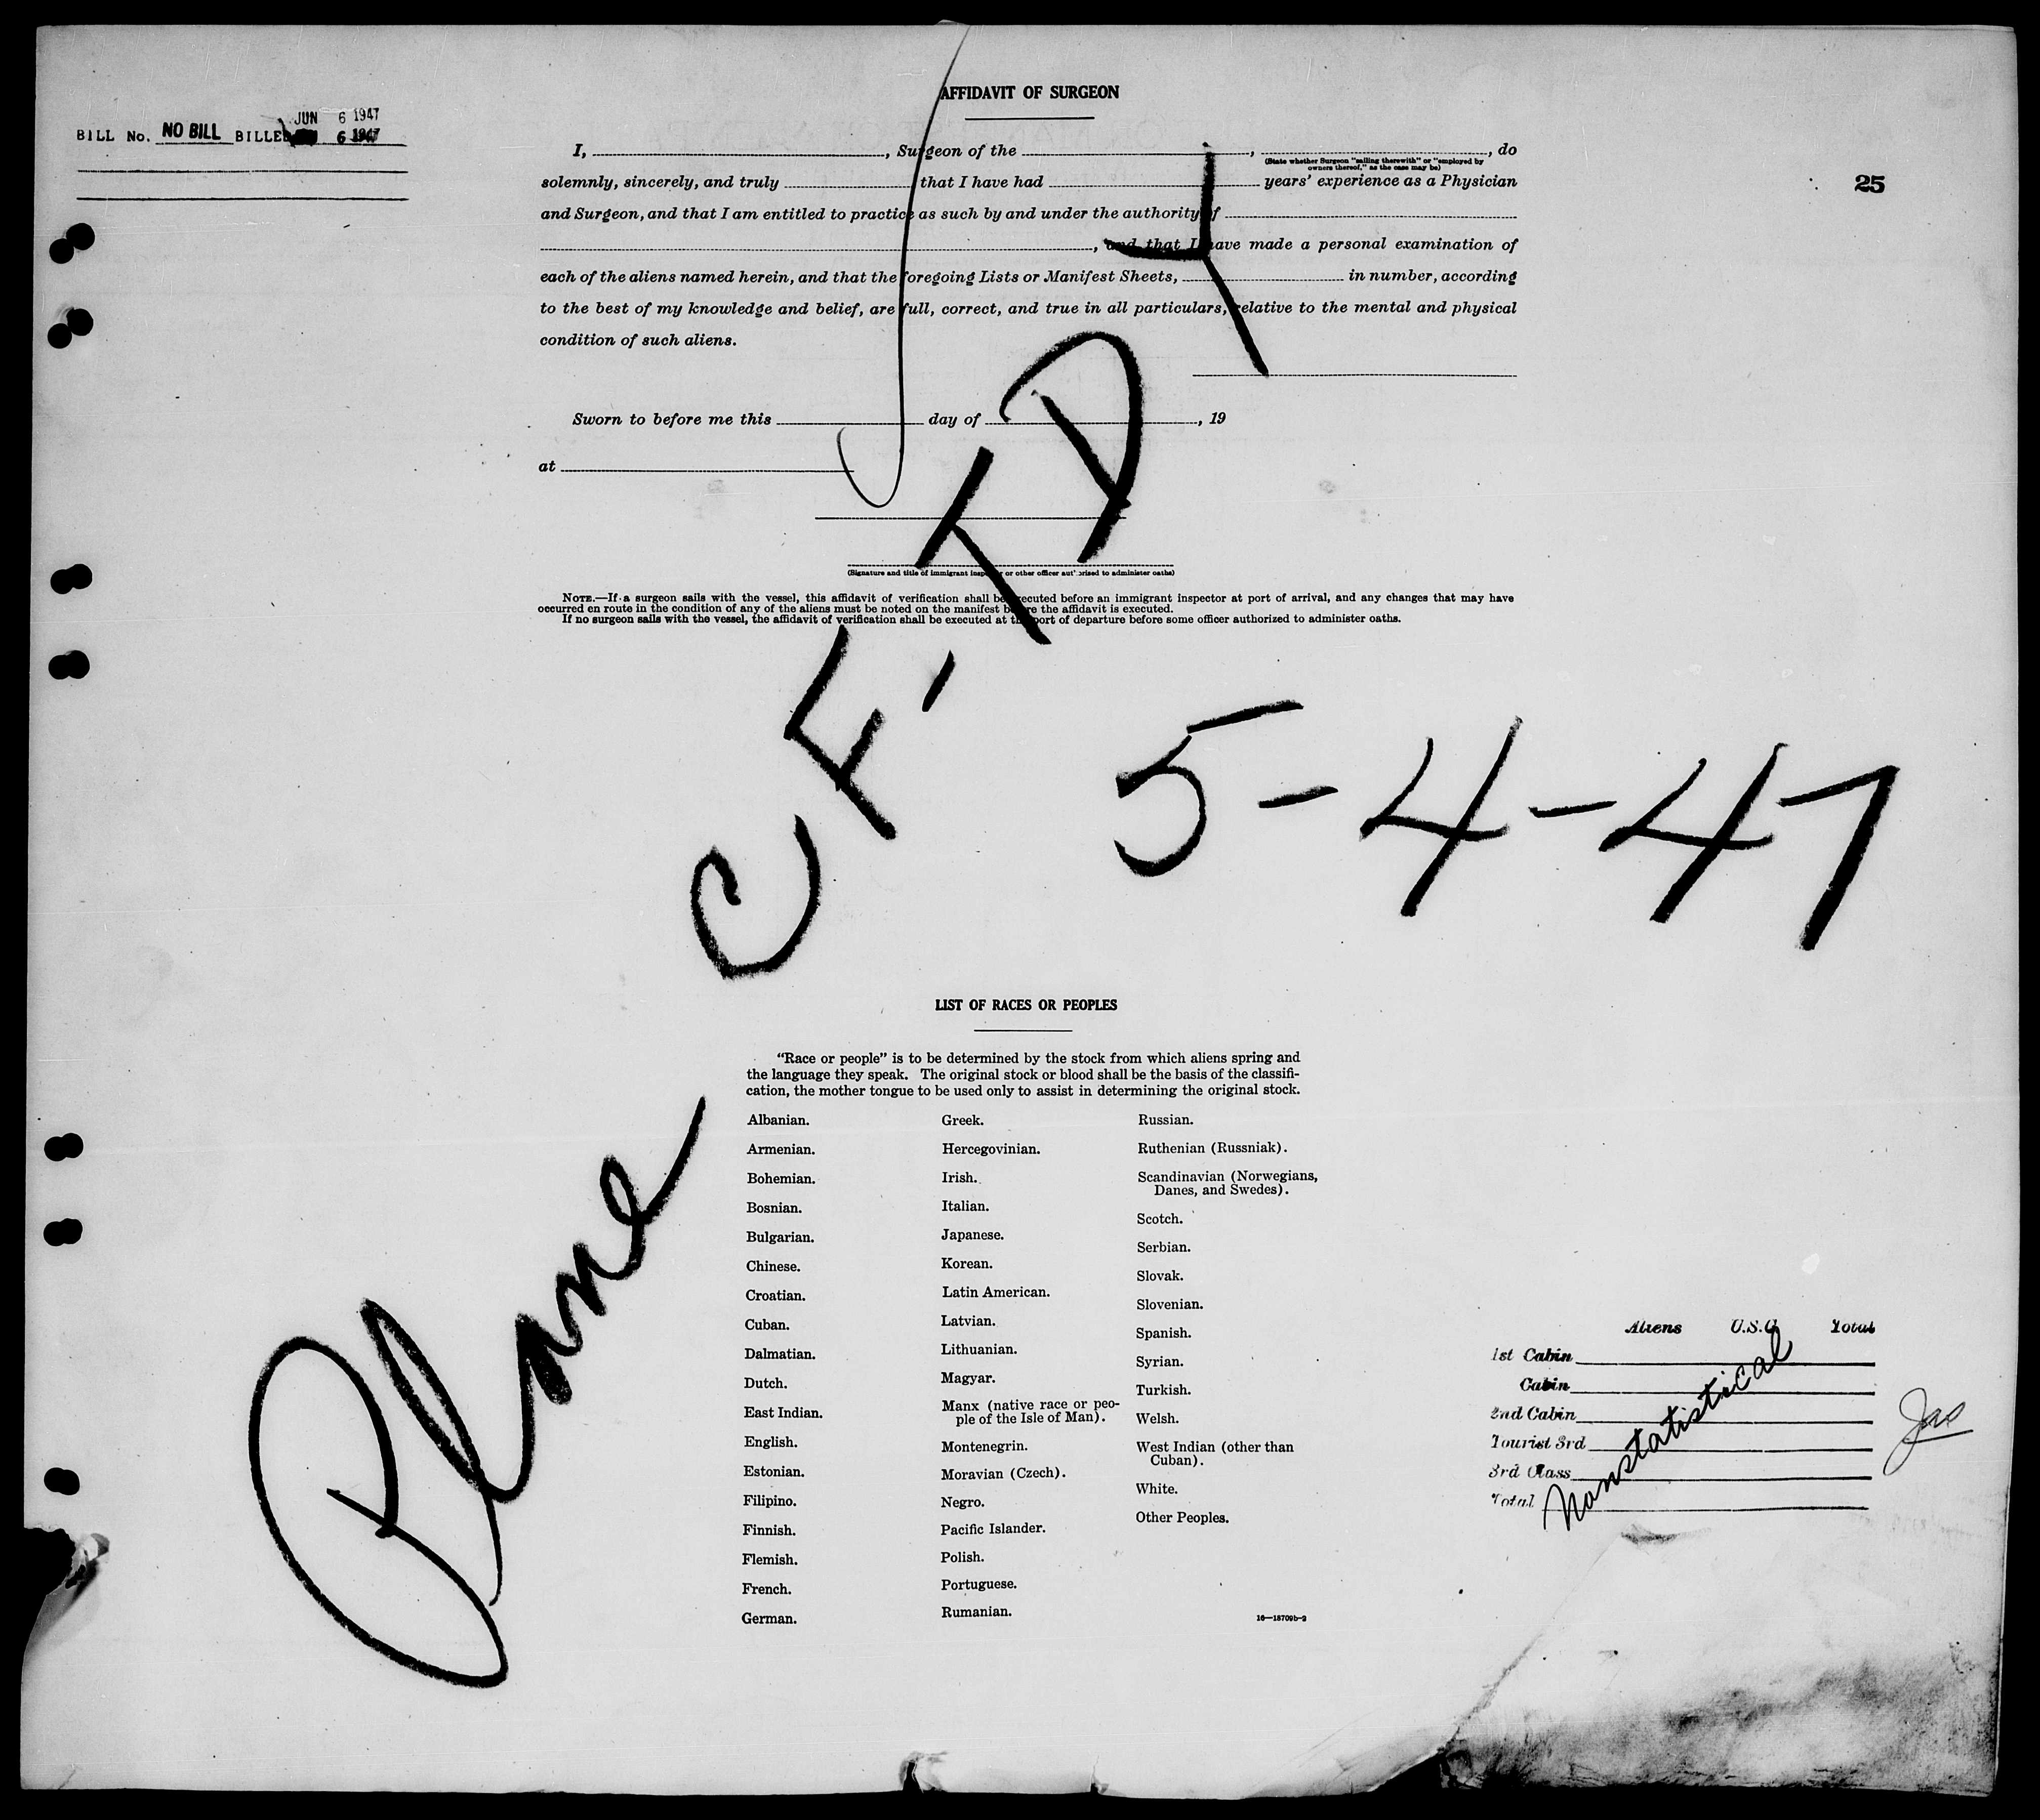 AFFIDAVIT OF SURGEON
JUN 6 1947
BILL No. NO BILL BILLED 6 1947
25
I, , Surgeon of the , , do
(State whether Surgeon "sailing therewith" or "employed by
owners thereof," as the case may be)
solemnly, sincerely, and truly that I have had years' experience as a Physician
and Surgeon, and that I am entitled to practice as such by and under the authority of
, and that I have made a personal examination of
each of the aliens named herein, and that the foregoing Lists or Manifest Sheets, in number, according
to the best of my knowledge and belief, are full, correct, and true in all particulars, relative to the mental and physical
condition of such aliens.
Sworn to before me this day of , 19
at
(Signature and title of immigrant inspector or other officer authorized to administer oaths)
NOTE.—If a surgeon sails with the vessel, this affidavit of verification shall be executed before an immigrant inspector at port of arrival, and any changes that may have
occurred en route in the condition of any of the aliens must be noted on the manifest before the affidavit is executed.
If no surgeon sails with the vessel, the affidavit of verification shall be executed at the port of departure before some officer authorized to administer oaths.
Plane CF-TDY
5-4-47
LIST OF RACES OR PEOPLES
"Race or people" is to be determined by the stock from which aliens spring and
the language they speak. The original stock or blood shall be the basis of the classifi-
cation, the mother tongue to be used only to assist in determining the original stock.
Albanian.
Armenian.
Bohemian.
Bosnian.
Bulgarian.
Chinese.
Croatian.
Cuban.
Dalmatian.
Dutch.
East Indian.
English.
Estonian.
Filipino.
Finnish.
Flemish.
French.
German.
Greek.
Hercegovinian.
Irish.
Italian.
Japanese.
Korean.
Latin American.
Latvian.
Lithuanian.
Magyar.
Manx (native race or peo-
ple of the Isle of Man).
Montenegrin.
Moravian (Czech).
Negro.
Pacific Islander.
Polish.
Portuguese.
Rumanian.
Russian.
Ruthenian (Russniak).
Scandinavian (Norwegians,
Danes, and Swedes).
Scotch.
Serbian.
Slovak.
Slovenian.
Spanish.
Syrian.
Turkish.
Welsh.
West Indian (other than
Cuban).
White.
Other Peoples.
16—18709b-2
Aliens U.S.C. Total
1st Cabin
Cabin
2nd Cabin
Tourist 3rd
3rd Class
Total
Nonstatistical